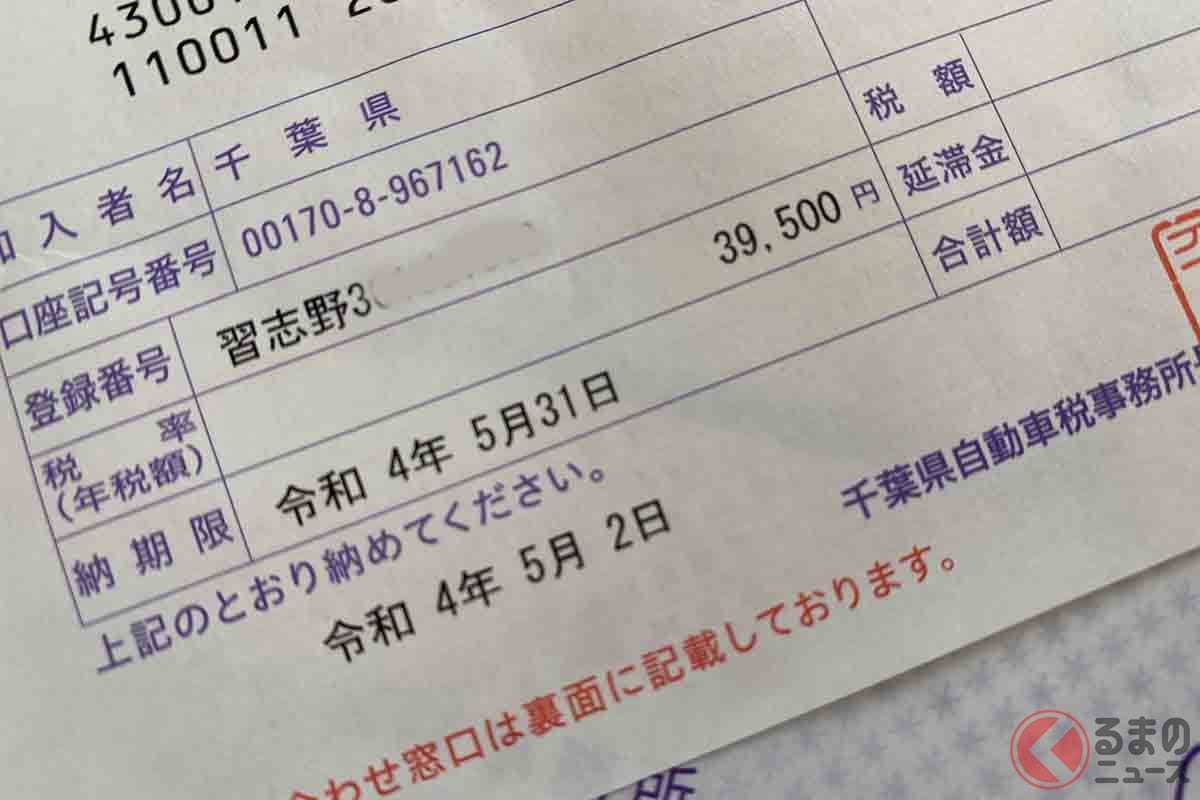 110011
加入者名 千葉県
口座記号番号 00170-8-967162
登録番号 習志野3
税率(年税額) 39,500円
納期限 令和 4年 5月31日
上記のとおり納めてください。
令和 4年 5月 2日
税額
延滞金
合計額
千葉県自動車税事務所
合わせ窓口は裏面に記載しております。
くるまのニュース